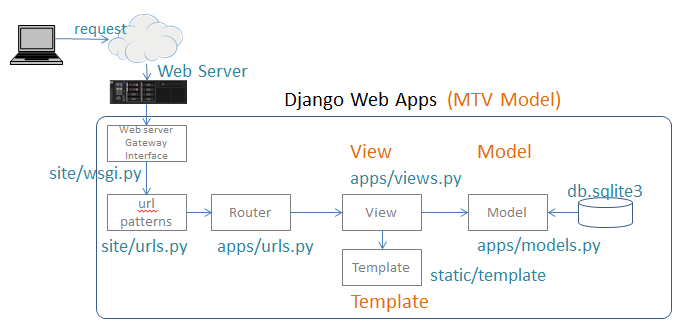 request
Web Server
Django Web Apps (MTV Model)
Web server
Gateway
Interface
site/wsgi.py
View
Model
apps/views.py
db.sqlite3
url
patterns
Router
View
Model
site/urls.py
apps/urls.py
apps/models.py
Template
static/template
Template